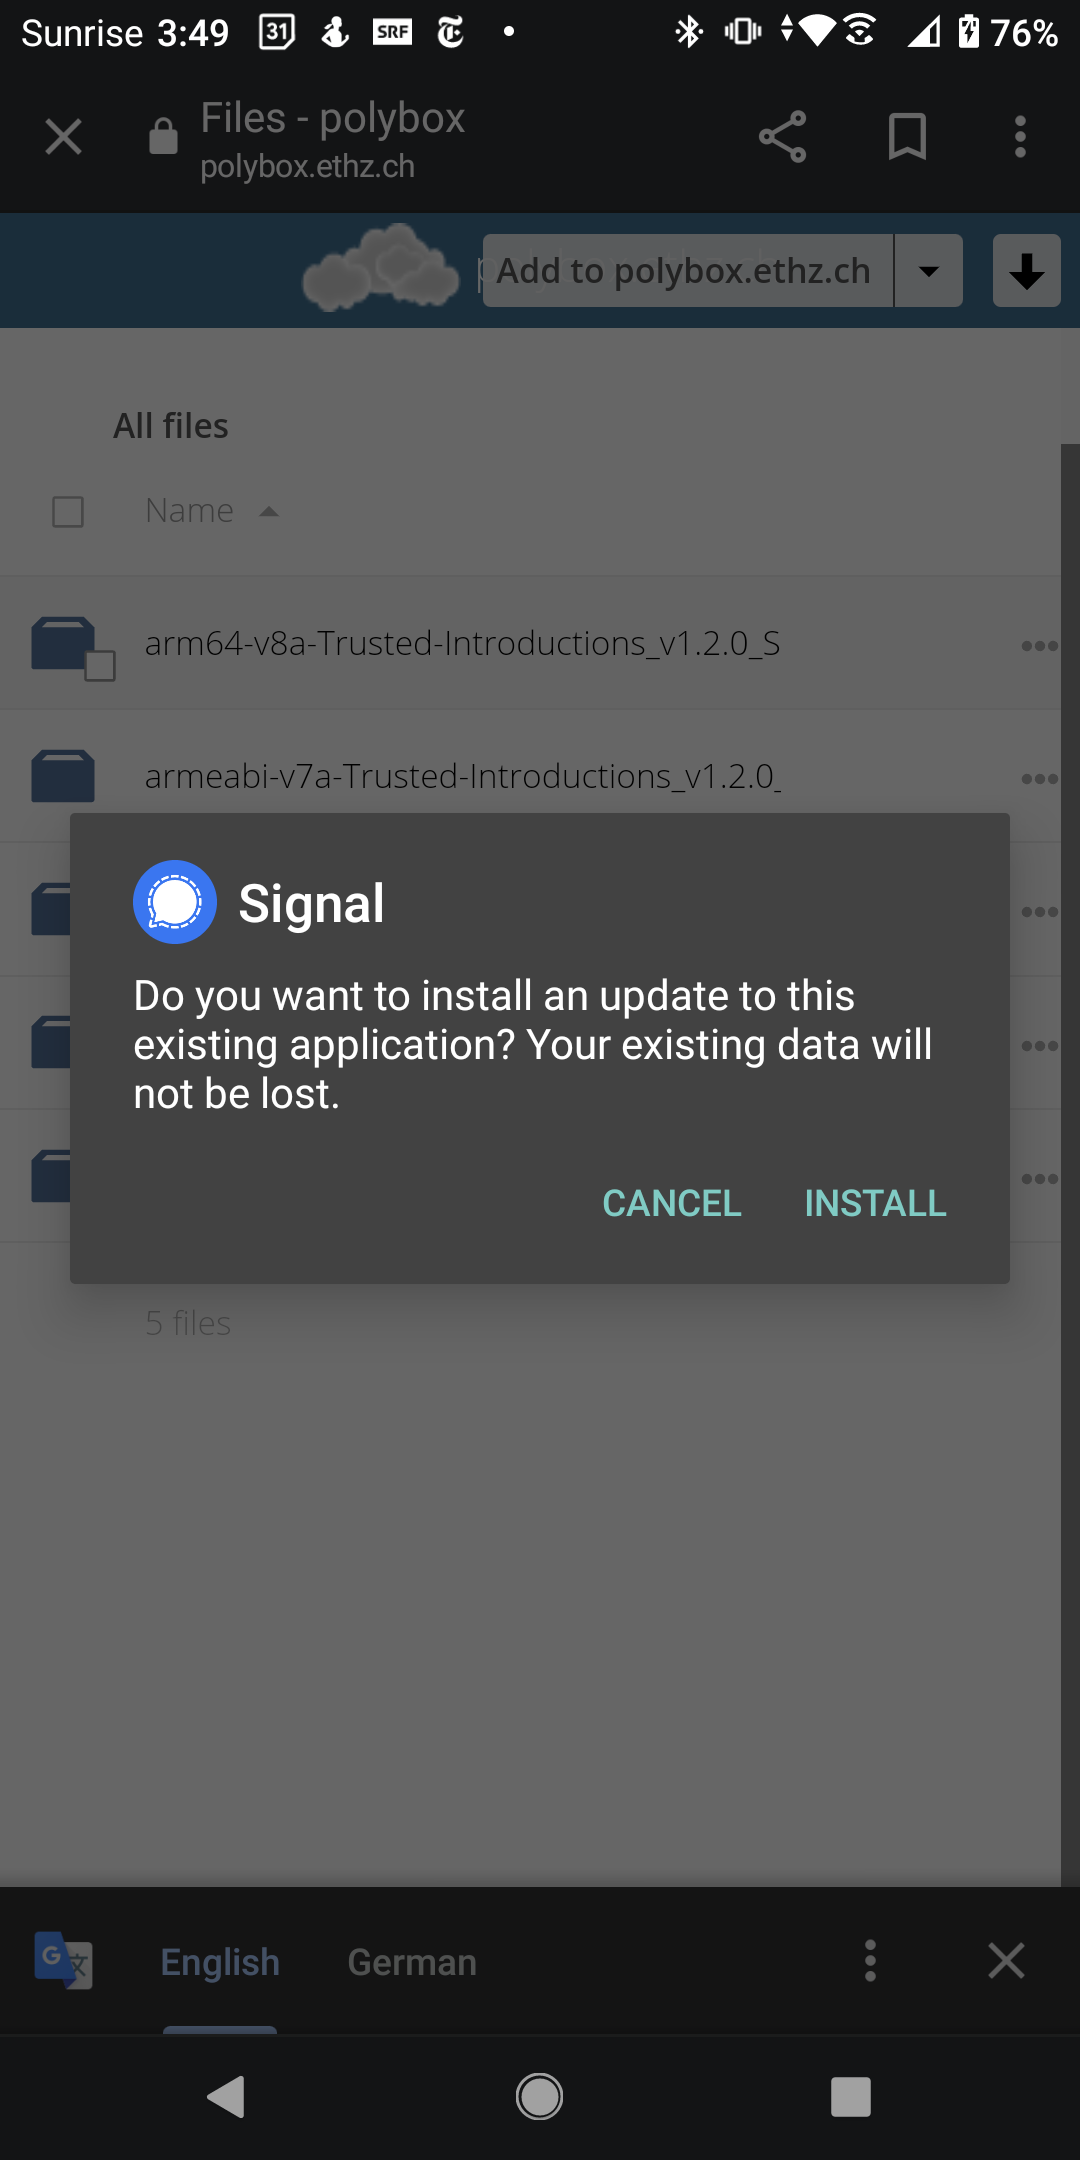 Sunrise 3:49 31 SRF 76%
Files - polybox
polybox.ethz.ch
Add to polybox.ethz.ch
All files
Name
arm64-v8a-Trusted-Introductions_v1.2.0_S
armeabi-v7a-Trusted-Introductions_v1.2.0_
Signal
Do you want to install an update to this
existing application? Your existing data will
not be lost.
CANCEL INSTALL
5 files
English German